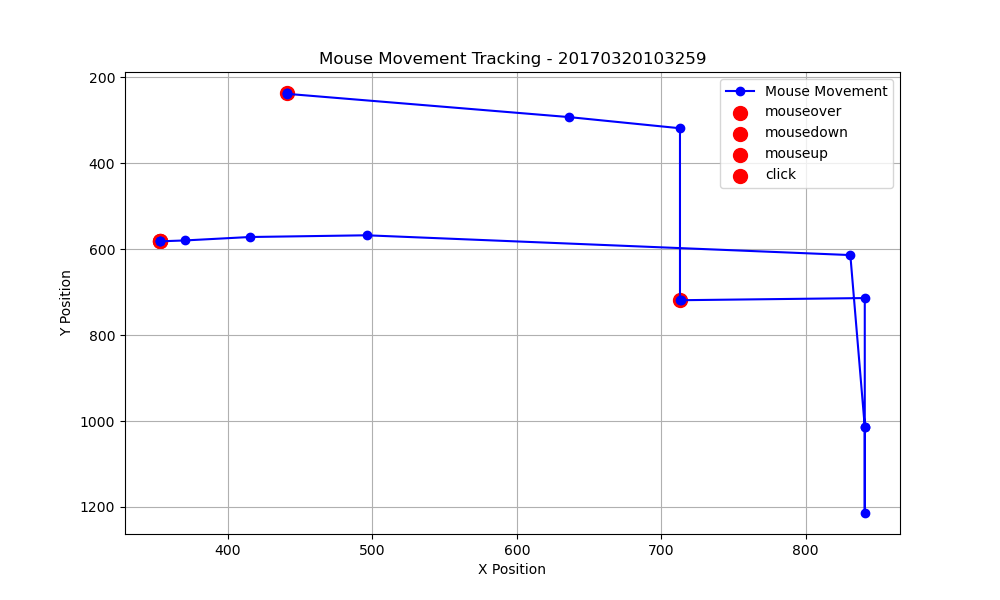 Mouse Movement Tracking - 20170320103259
Mouse Movement
mouseover
mousedown
mouseup
click
200
400
600
800
1000
1200
Y Position
400
500
600
700
800
X Position